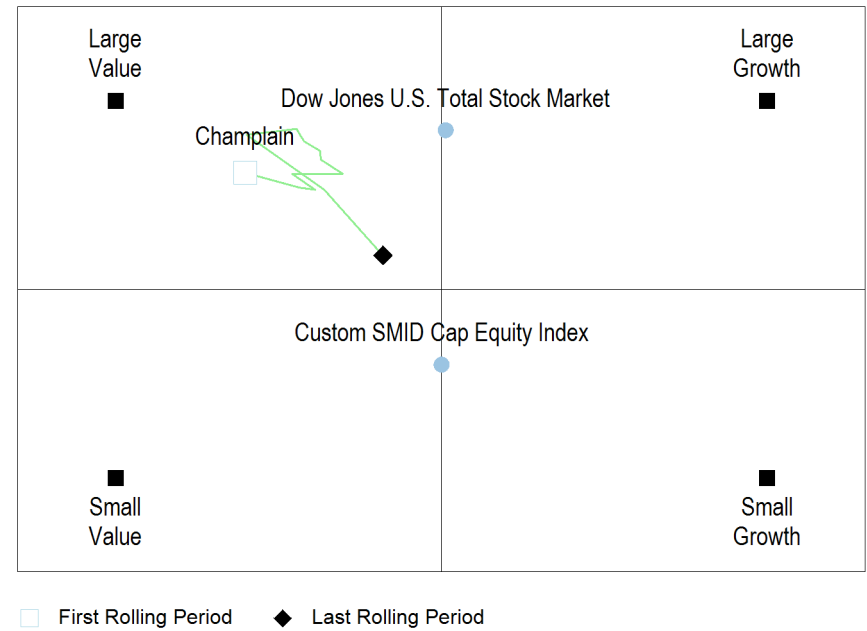 Large
Value
Large
Growth
Dow Jones U.S. Total Stock Market
Champlain
Custom SMID Cap Equity Index
Small
Value
Small
Growth
First Rolling Period
Last Rolling Period